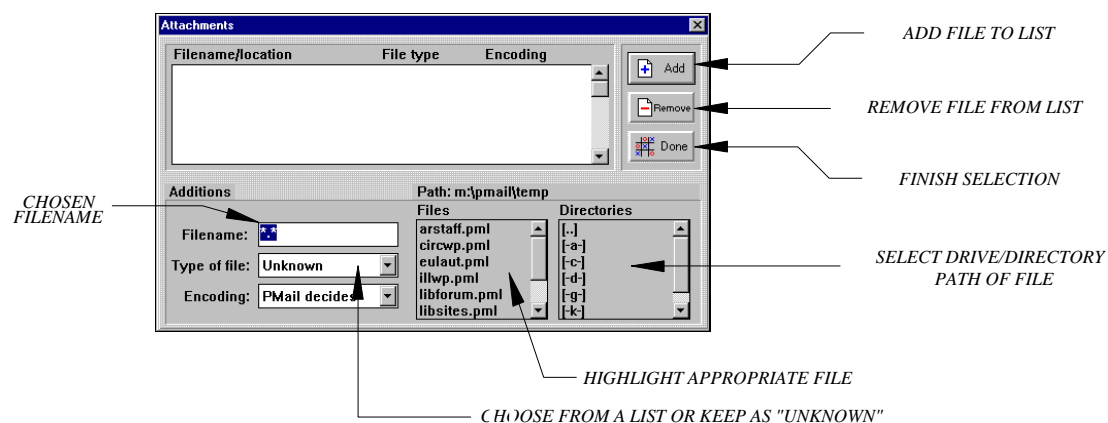 Attachments
Filename/location File type Encoding
Add
Remove
Done
ADD FILE TO LIST
REMOVE FILE FROM LIST
FINISH SELECTION
Additions
Path: m:\pmail\temp
CHOSEN
FILENAME
Filename: *.*
Type of file: Unknown
Encoding: PMail decides
Files
arstaff.pml
circwp.pml
eulaut.pml
illwp.pml
libforum.pml
libsites.pml
Directories
[..]
[-a-]
[-c-]
[-d-]
[-g-]
[-k-]
SELECT DRIVE/DIRECTORY
PATH OF FILE
HIGHLIGHT APPROPRIATE FILE
CHOOSE FROM A LIST OR KEEP AS "UNKNOWN"